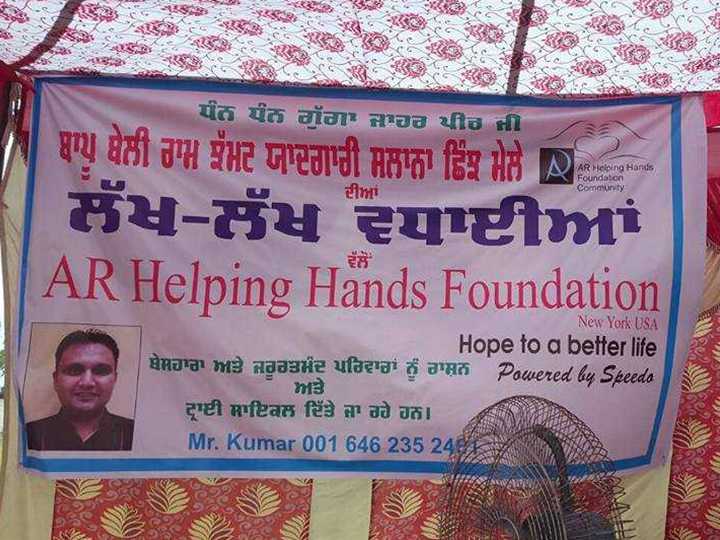 ਧੰਨ ਧੰਨ ਗੁੱਗਾ ਜਾਹਰ ਪੀਰ ਜੀ
ਬਾਪੂ ਬੇਲੀ ਰਾਮ ਝੱਮਟ ਯਾਦਗਾਰੀ ਸਲਾਨਾ ਛਿੰਝ ਮੇਲੇ
AR Helping Hands
Foundation
Community
ਦੀਆਂ
ਲੱਖ-ਲੱਖ ਵਧਾਈਆਂ
ਵੱਲੋਂ
AR Helping Hands Foundation
New York USA
Hope to a better life
Powered by Speedo
ਬੇਸਹਾਰਾ ਅਤੇ ਜਰੂਰਤਮੰਦ ਪਰਿਵਾਰਾਂ ਨੂੰ ਰਾਸ਼ਨ
ਅਤੇ
ਟ੍ਰਾਈ ਸਾਇਕਲ ਦਿੱਤੇ ਜਾ ਰਹੇ ਹਨ।
Mr. Kumar 001 646 235